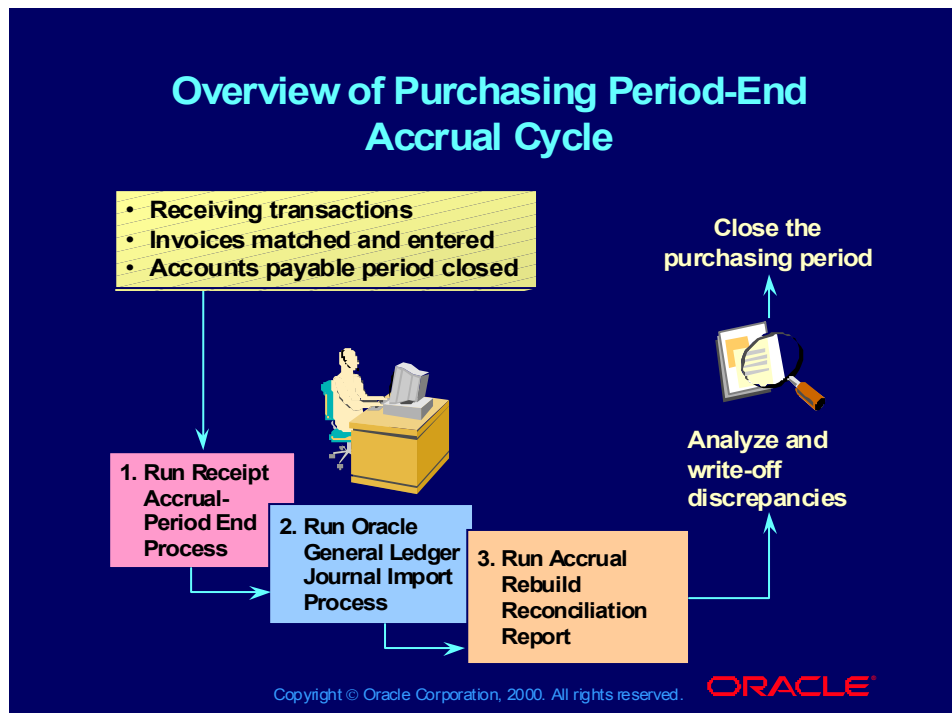 Overview of Purchasing Period-End
Accrual Cycle
• Receiving transactions
• Invoices matched and entered
• Accounts payable period closed
Close the
purchasing period
Analyze and
write-off
discrepancies
1. Run Receipt
Accrual-
Period End
Process
2. Run Oracle
General Ledger
Journal Import
Process
3. Run Accrual
Rebuild
Reconciliation
Report
Copyright © Oracle Corporation, 2000. All rights reserved.
ORACLE®